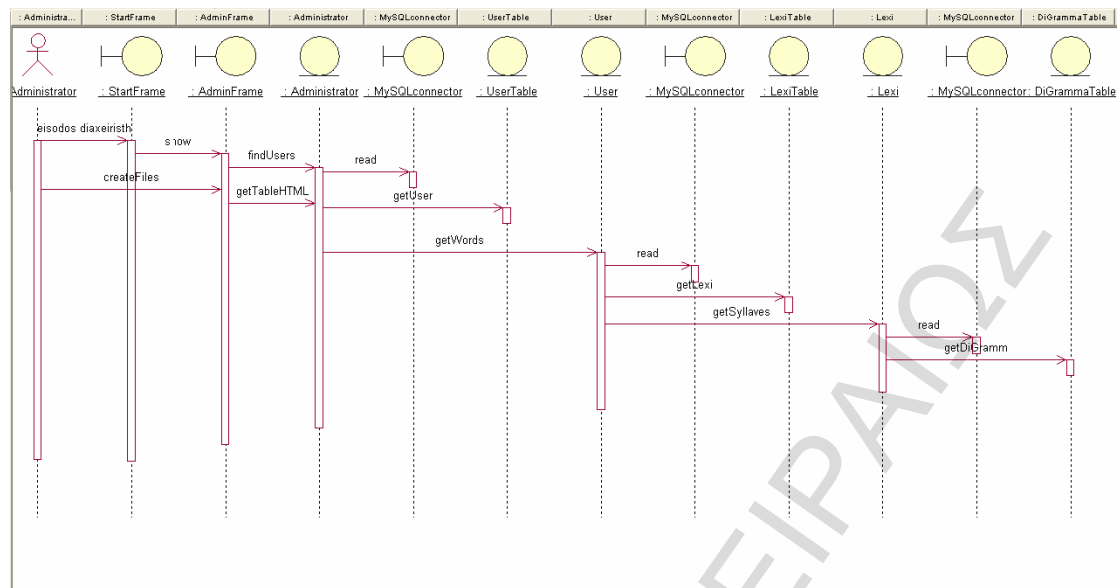 : Administra...
: StartFrame
: AdminFrame
: Administrator
: MySQLconnector
: UserTable
: User
: MySQLconnector
: LexiTable
: Lexi
: MySQLconnector
: DiGrammaTable
: Administrator
: StartFrame
: AdminFrame
: Administrator
: MySQLconnector
: UserTable
: User
: MySQLconnector
: LexiTable
: Lexi
: MySQLconnector
: DiGrammaTable
eisodos diaxeiristh
show
findUsers
read
createFiles
getTableHTML
getUser
getWords
read
getLexi
getSyllaves
read
getDiGramm
ΕΙΡΑΙΩΣ